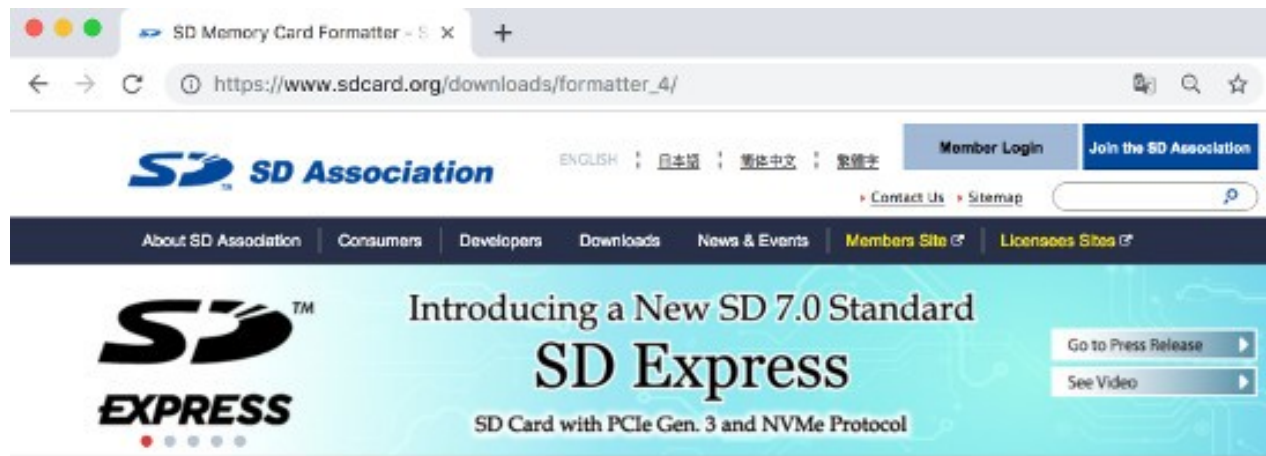 SD Memory Card Formatter - S
https://www.sdcard.org/downloads/formatter_4/
SD Association
ENGLISH ¦ 日本語 ¦ 简体中文 ¦ 繁體字
Member Login
Join the SD Association
Contact Us Sitemap
About SD Association | Consumers | Developers Downloads News & Events | Members Site | Licensees Sites
SD™
EXPRESS
Introducing a New SD 7.0 Standard
SD Express
SD Card with PCIe Gen. 3 and NVMe Protocol
Go to Press Release
See Video